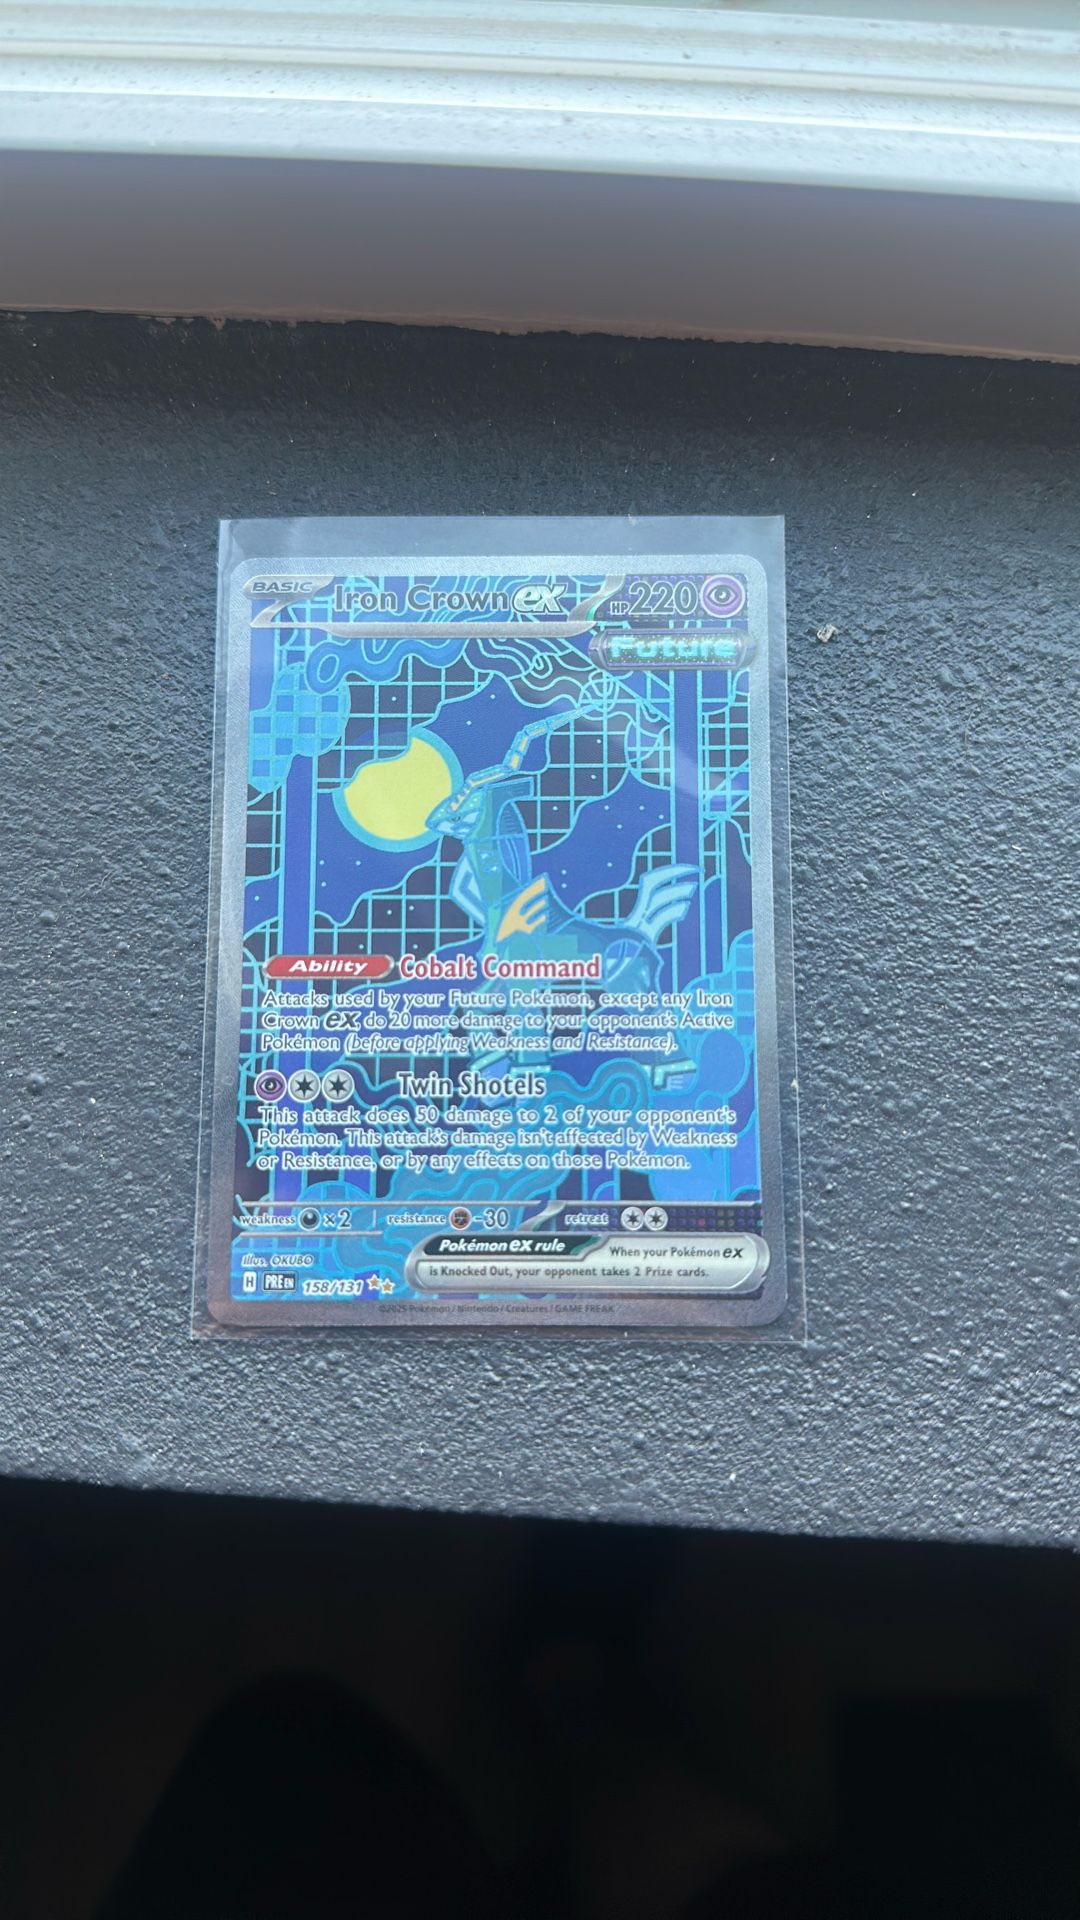 BASIC Iron Crown ex HP 220
Future
Ability Cobalt Command
Attacks used by your Future Pokémon, except any Iron
Crown ex, do 20 more damage to your opponent's Active
Pokémon (before applying Weakness and Resistance).
Twin Shotels
This attack does 50 damage to 2 of your opponent's
Pokémon. This attack's damage isn't affected by Weakness
or Resistance, or by any effects on those Pokémon.
weakness ×2 resistance -30 retreat
Pokémon ex rule
When your Pokémon ex
is Knocked Out, your opponent takes 2 Prize cards.
Illus. OKUBO
H PRE EN 158/131
©2025 Pokémon / Nintendo / Creatures / GAME FREAK